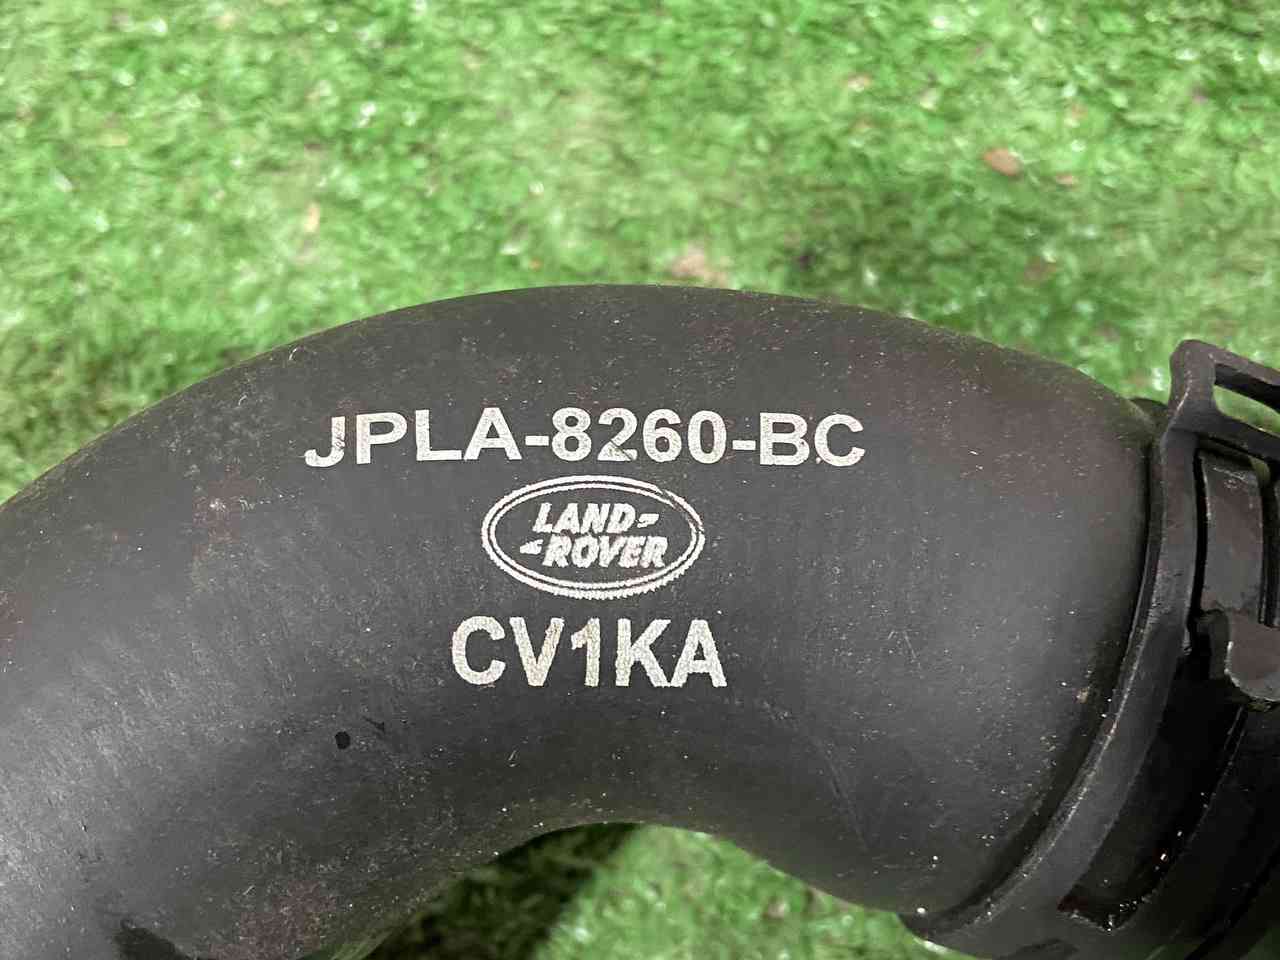 JPLA-8260-BC
LAND-
-ROVER
CV1KA